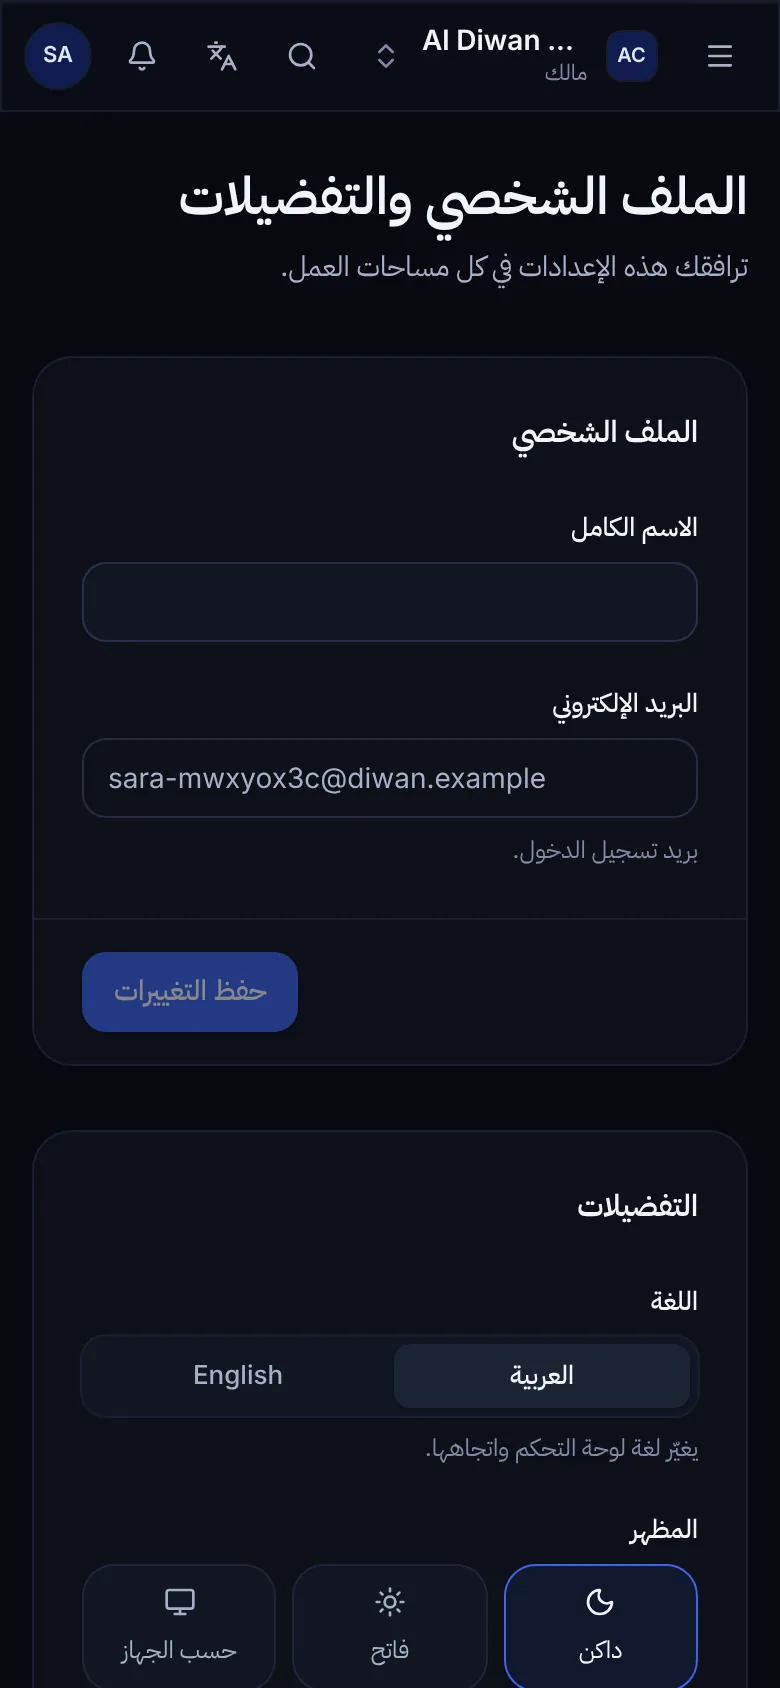 AC
Al Diwan ...
مالك
SA
الملف الشخصي والتفضيلات
ترافقك هذه الإعدادات في كل مساحات العمل.
الملف الشخصي
الاسم الكامل
البريد الإلكتروني
sara-mwxyox3c@diwan.example
بريد تسجيل الدخول.
حفظ التغييرات
التفضيلات
اللغة
العربية
English
يغيّر لغة لوحة التحكم واتجاهها.
المظهر
داكن
فاتح
حسب الجهاز